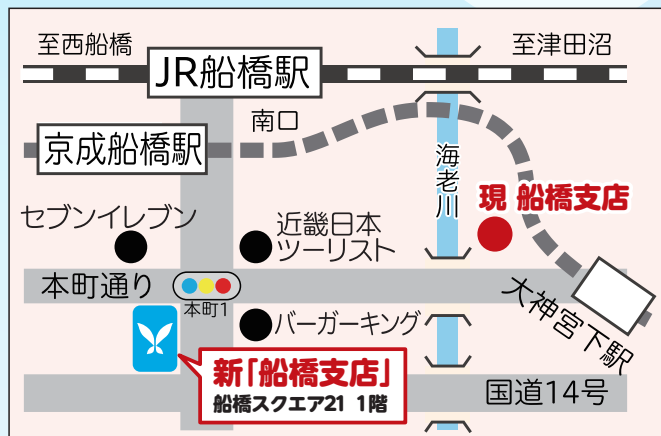 至西船橋
至津田沼
JR船橋駅
南口
京成船橋駅
海老川
現 船橋支店
セブンイレブン
近畿日本
ツーリスト
本町通り
本町1
大神宮下駅
バーガーキング
新「船橋支店」
船橋スクエア21 1階
国道14号